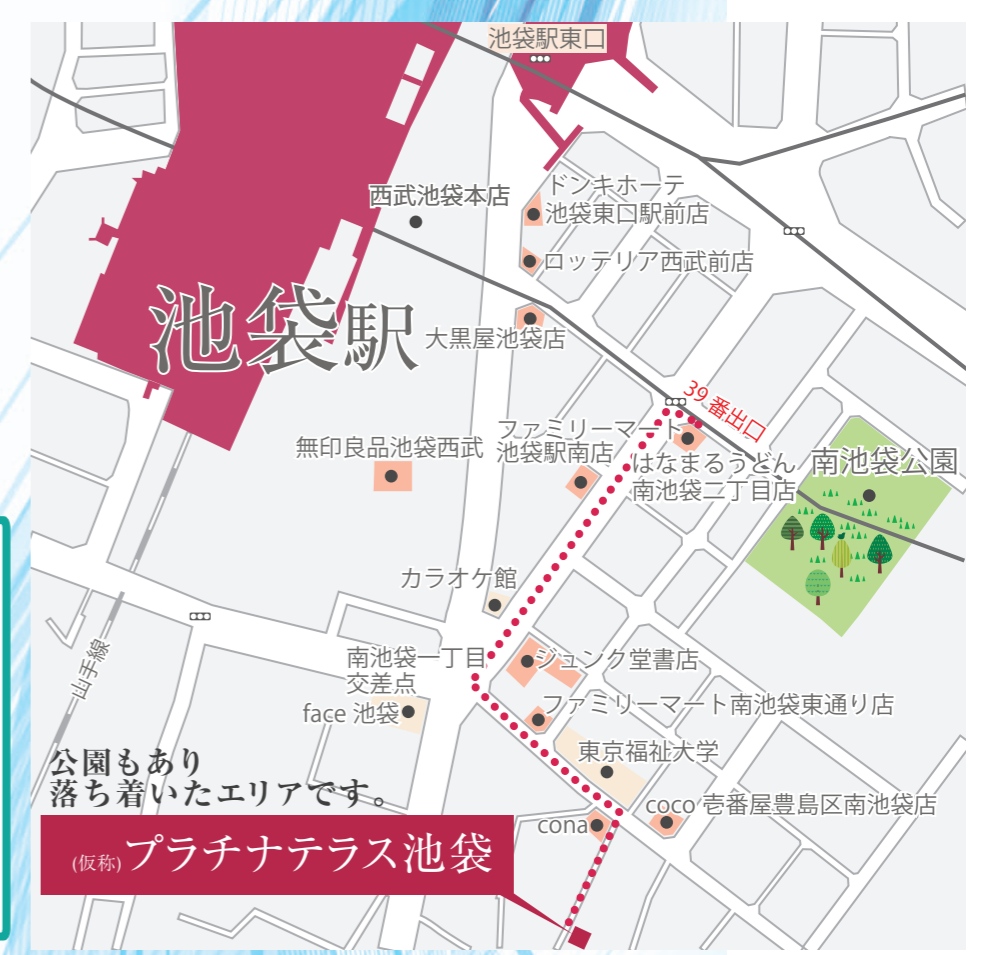 池袋駅東口
西武池袋本店
ドンキホーテ
池袋東口駅前店
ロッテリア西武前店
池袋駅
大黒屋池袋店
39番出口
ファミリーマート
池袋駅南店
無印良品池袋西武
はなまるうどん
南池袋二丁目店
南池袋公園
カラオケ館
山手線
南池袋一丁目
交差点
ジュンク堂書店
face 池袋
ファミリーマート南池袋東通り店
東京福祉大学
公園もあり
落ち着いたエリアです。
coco 壱番屋豊島区南池袋店
cona
(仮称)プラチナテラス池袋